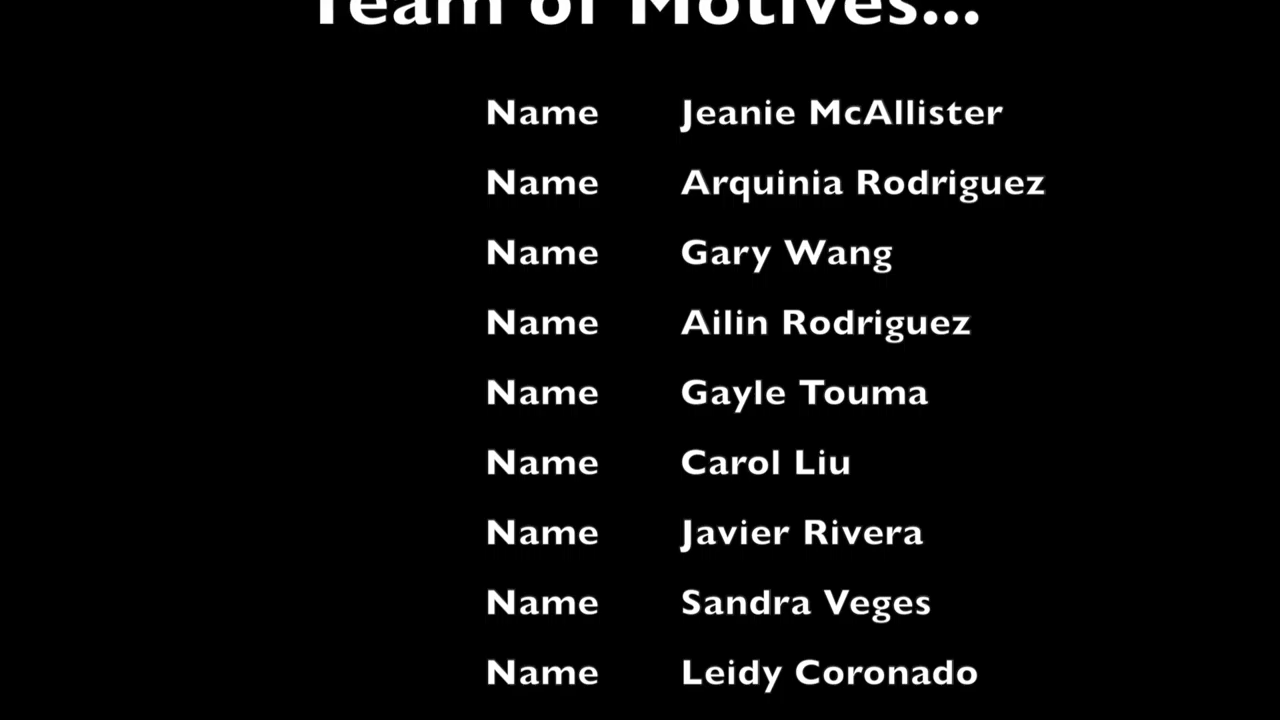 Team of Motives...
Name Jeanie McAllister
Name Arquinia Rodriguez
Name Gary Wang
Name Ailin Rodriguez
Name Gayle Touma
Name Carol Liu
Name Javier Rivera
Name Sandra Veges
Name Leidy Coronado